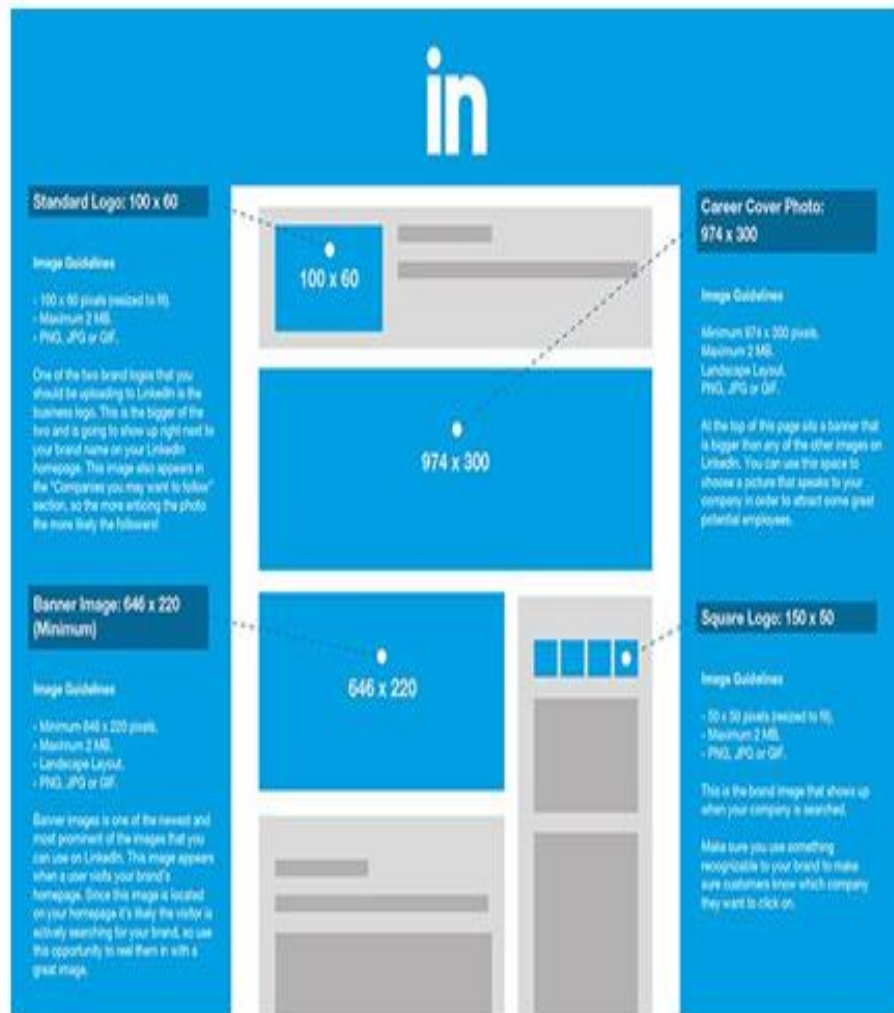 in
Standard Logo: 100 x 60
Image Guidelines
- 100 x 60 pixels (resized to fit).
- Maximum 2 MB.
- PNG, JPG or GIF.
One of the two brand logos that you
should be uploading to LinkedIn is the
business logo. This is the bigger of the
two and is going to show up right next to
your brand name on your LinkedIn
homepage. This image also appears in
the "Companies you may want to follow"
section, so the more enticing the photo
the more likely the followers!
Banner Image: 646 x 220
(Minimum)
Image Guidelines
- Minimum 646 x 220 pixels.
- Maximum 2 MB.
- Landscape Layout.
- PNG, JPG or GIF.
Banner images is one of the newest and
most prominent of the images that you
can use on LinkedIn. This image appears
when a user visits your brand's
homepage. Since this image is located
on your homepage it's likely the visitor is
actively searching for your brand, so use
this opportunity to reel them in with a
great image.
100 x 60
974 x 300
646 x 220
Career Cover Photo:
974 x 300
Image Guidelines
Minimum 974 x 300 pixels.
Maximum 2 MB.
Landscape Layout.
PNG, JPG or GIF.
At the top of this page sits a banner that
is bigger than any of the other images on
LinkedIn. You can use this space to
choose a picture that speaks to your
company in order to attract some great
potential employees.
Square Logo: 150 x 50
Image Guidelines
- 50 x 50 pixels (resized to fit).
- Maximum 2 MB.
- PNG, JPG or GIF.
This is the brand image that shows up
when your company is searched.
Make sure you use something
recognizable to your brand to make
sure customers know which company
they want to click on.